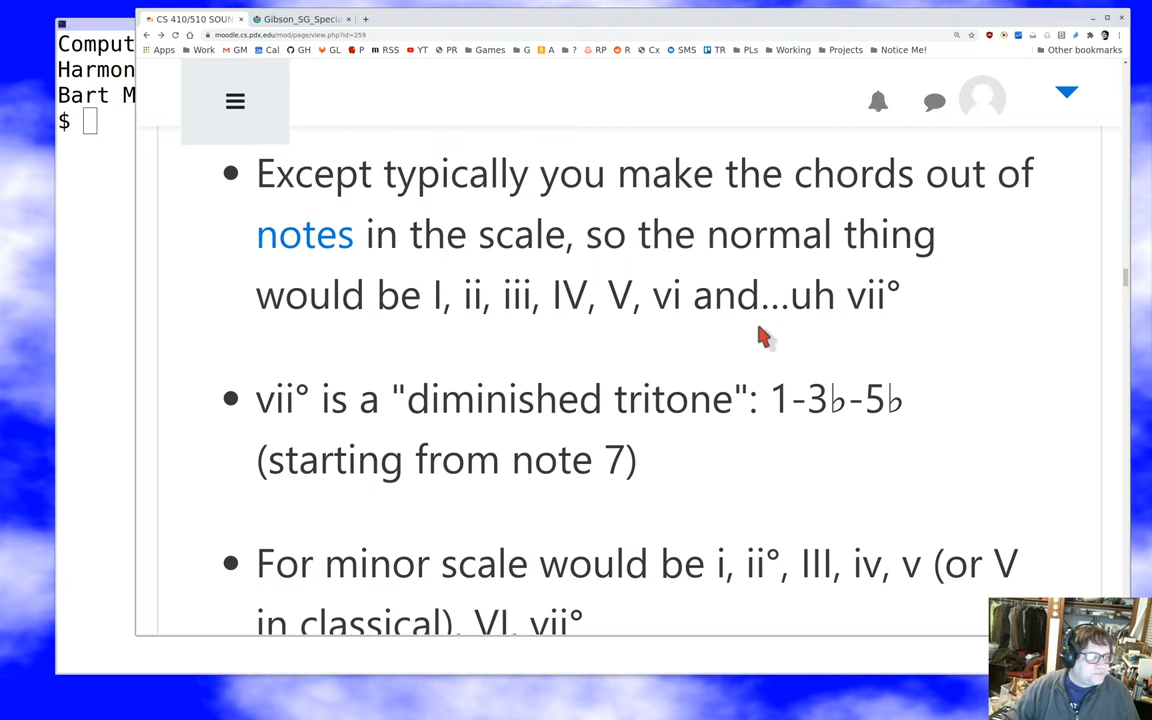 CS 410/510 SOUN
Gibson_SG_Specia
moodle.cs.pdx.edu/mod/page/view.php?id=259
Apps Work GM Cal GH GL P RSS YT PR Games G A ? RP R Cx SMS TR PLs Working Projects Notice Me! Other bookmarks
Comput
Harmon
Bart M
$
• Except typically you make the chords out of
notes in the scale, so the normal thing
would be I, ii, iii, IV, V, vi and...uh vii°
• vii° is a "diminished tritone": 1-3♭-5♭
(starting from note 7)
• For minor scale would be i, ii°, III, iv, v (or V
in classical), VI, vii°